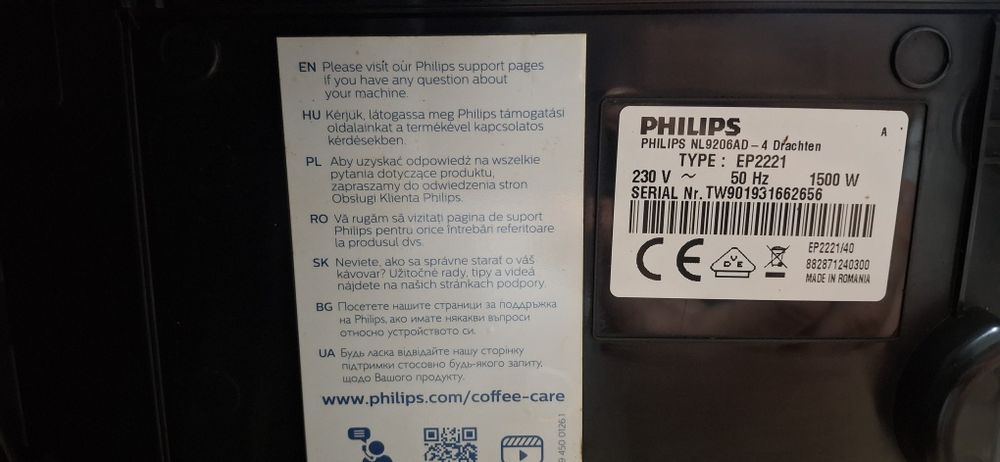 EN Please visit our Philips support pages
if you have any question about
your machine.
HU Kérjük, látogassa meg Philips támogatási
oldalainkat a termékével kapcsolatos
kérdésekben.
PL Aby uzyskać odpowiedź na wszelkie
pytania dotyczące produktu,
zapraszamy do odwiedzenia stron
Obsługi Klienta Philips.
RO Vă rugăm să vizitați pagina de suport
Philips pentru orice întrebări referitoare
la produsul dvs.
SK Neviete, ako sa správne starať o váš
kávovar? Užitočné rady, tipy a videá
nájdete na našich stránkach podpory.
BG Посетете нашите страници за поддръжка
на Philips, ако имате някакви въпроси
относно устройството си.
UA Будь ласка відвідайте нашу сторінку
підтримки стосовно будь-якого запиту,
щодо Вашого продукту.
www.philips.com/coffee-care
PHILIPS
A
PHILIPS NL9206AD-4 Drachten
TYPE : EP2221
230 V ~ 50 Hz 1500 W
SERIAL Nr. TW901931662656
CE
VDE
EP2221/40
882871240300
MADE IN ROMANIA